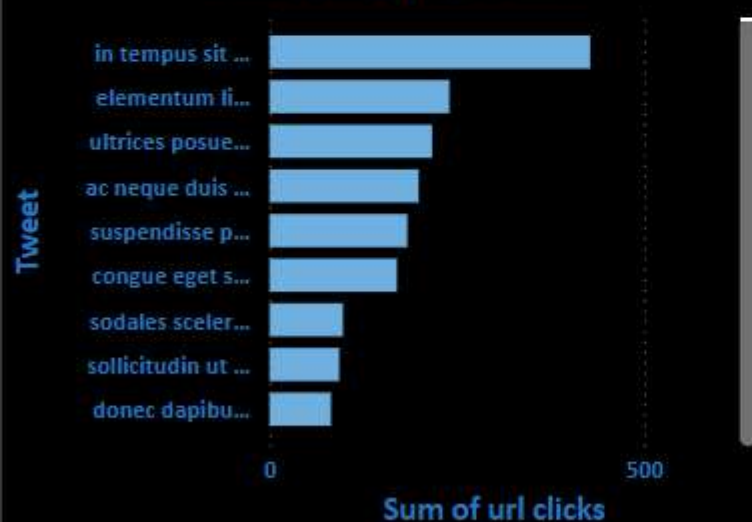 in tempus sit ...
elementum li...
ultrices posue...
ac neque duis ...
suspendisse p...
congue eget s...
sodales sceler...
sollicitudin ut ...
donec dapibu...
Tweet
0 500
Sum of url clicks